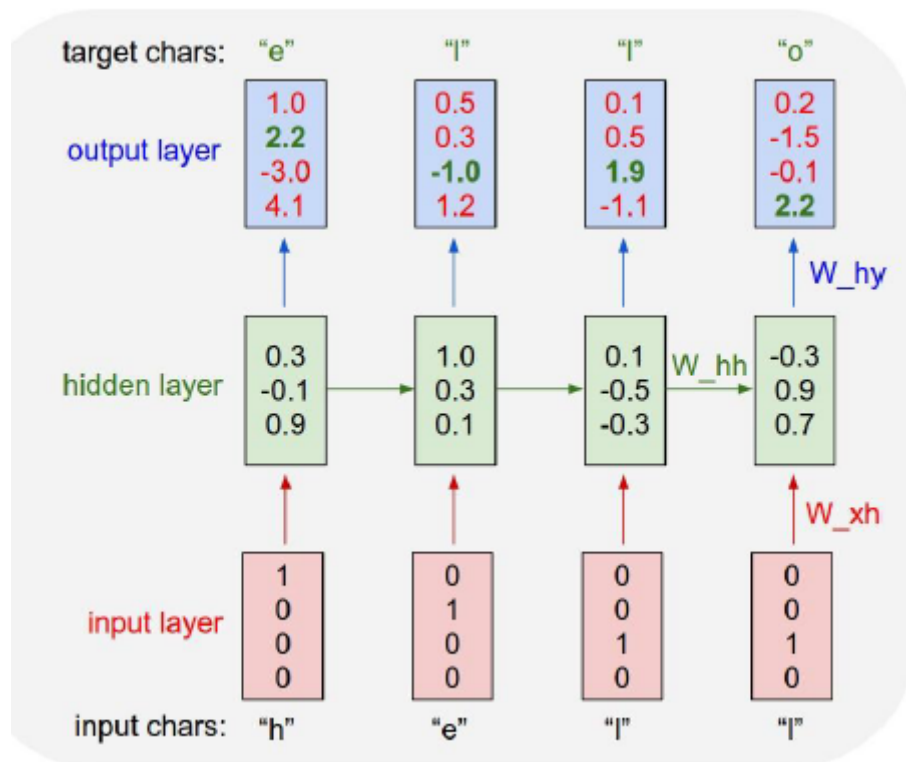 target chars: “e” “l” “l” “o”
1.0 0.5 0.1 0.2
2.2 0.3 0.5 -1.5
output layer
-3.0 -1.0 1.9 -0.1
4.1 1.2 -1.1 2.2
W_hy
0.3 1.0 0.1 -0.3
W_hh
hidden layer -0.1 0.3 -0.5 0.9
0.9 0.1 -0.3 0.7
W_xh
1 0 0 0
0 1 0 0
input layer
0 0 1 1
0 0 0 0
input chars: “h” “e” “l” “l”